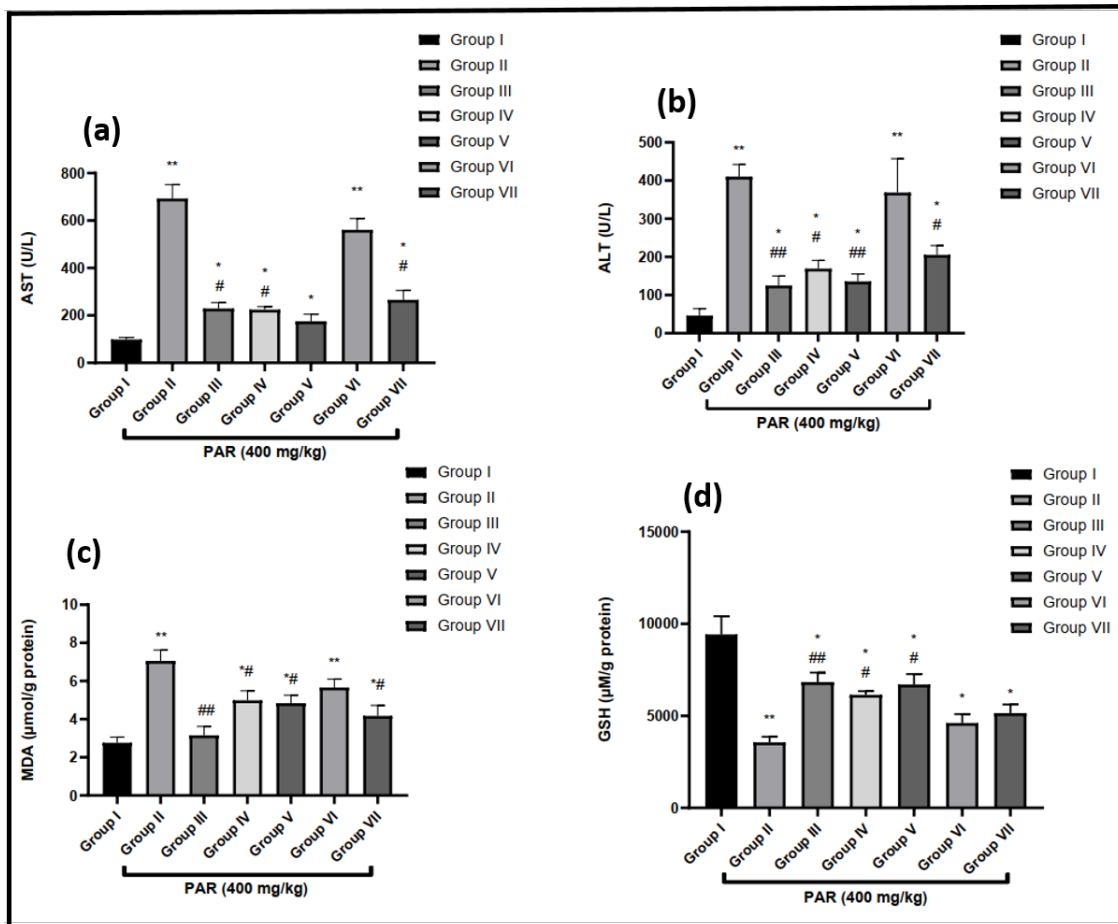 (a)
Group I
Group II
Group III
Group IV
Group V
Group VI
Group VII
AST (U/L)
800
600
400
200
0
**
*
#
*
#
*
**
*
#
Group I
Group II
Group III
Group IV
Group V
Group VI
Group VII
PAR (400 mg/kg)
(b)
Group I
Group II
Group III
Group IV
Group V
Group VI
Group VII
ALT (U/L)
500
400
300
200
100
0
**
*
##
*
#
*
##
**
*
#
Group I
Group II
Group III
Group IV
Group V
Group VI
Group VII
PAR (400 mg/kg)
(c)
Group I
Group II
Group III
Group IV
Group V
Group VI
Group VII
MDA (µmol/g protein)
10
8
6
4
2
0
**
##
*#
*#
**
*#
Group I
Group II
Group III
Group IV
Group V
Group VI
Group VII
PAR (400 mg/kg)
(d)
Group I
Group II
Group III
Group IV
Group V
Group VI
Group VII
GSH (µM/g protein)
15000
10000
5000
0
**
*
##
*
#
*
#
*
*
Group I
Group II
Group III
Group IV
Group V
Group VI
Group VII
PAR (400 mg/kg)